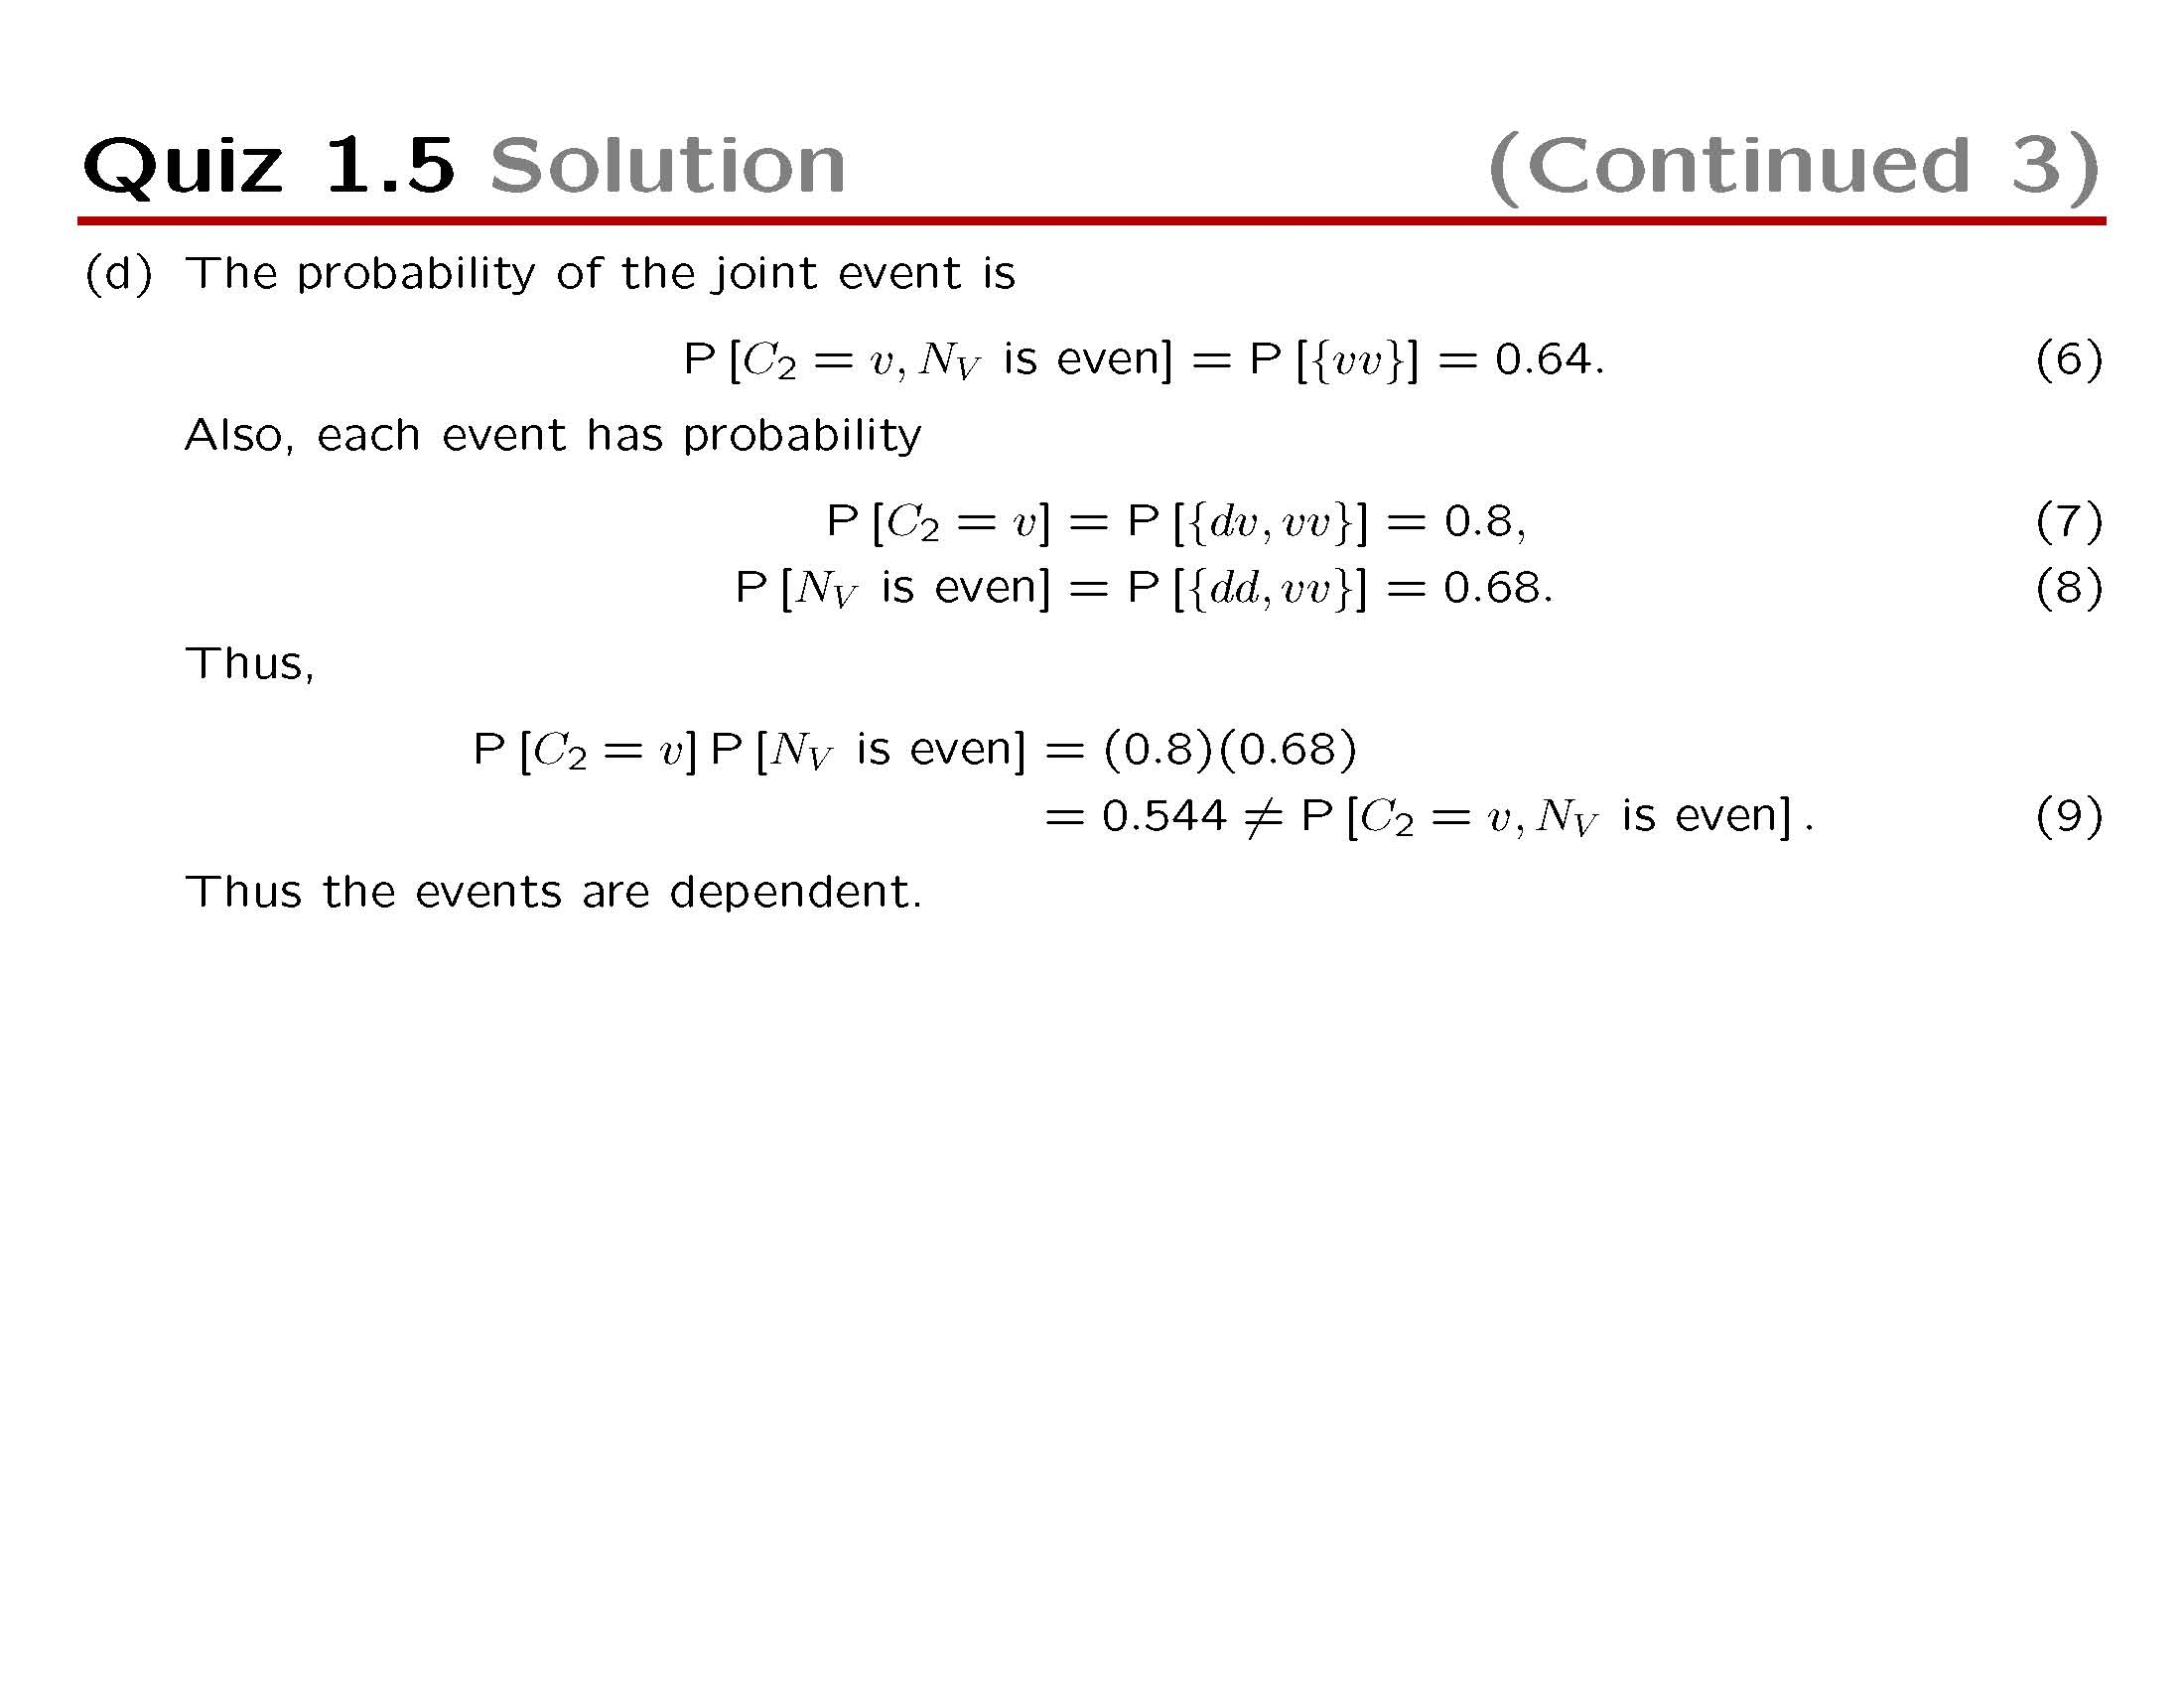 Quiz 1.5 Solution (Continued 3)
(d) The probability of the joint event is
P [C₂ = v, N_V is even] = P [{vv}] = 0.64. (6)
Also, each event has probability
P [C₂ = v] = P [{dv, vv}] = 0.8, (7)
P [N_V is even] = P [{dd, vv}] = 0.68. (8)
Thus,
P [C₂ = v] P [N_V is even] = (0.8)(0.68)
= 0.544 ≠ P [C₂ = v, N_V is even] . (9)
Thus the events are dependent.